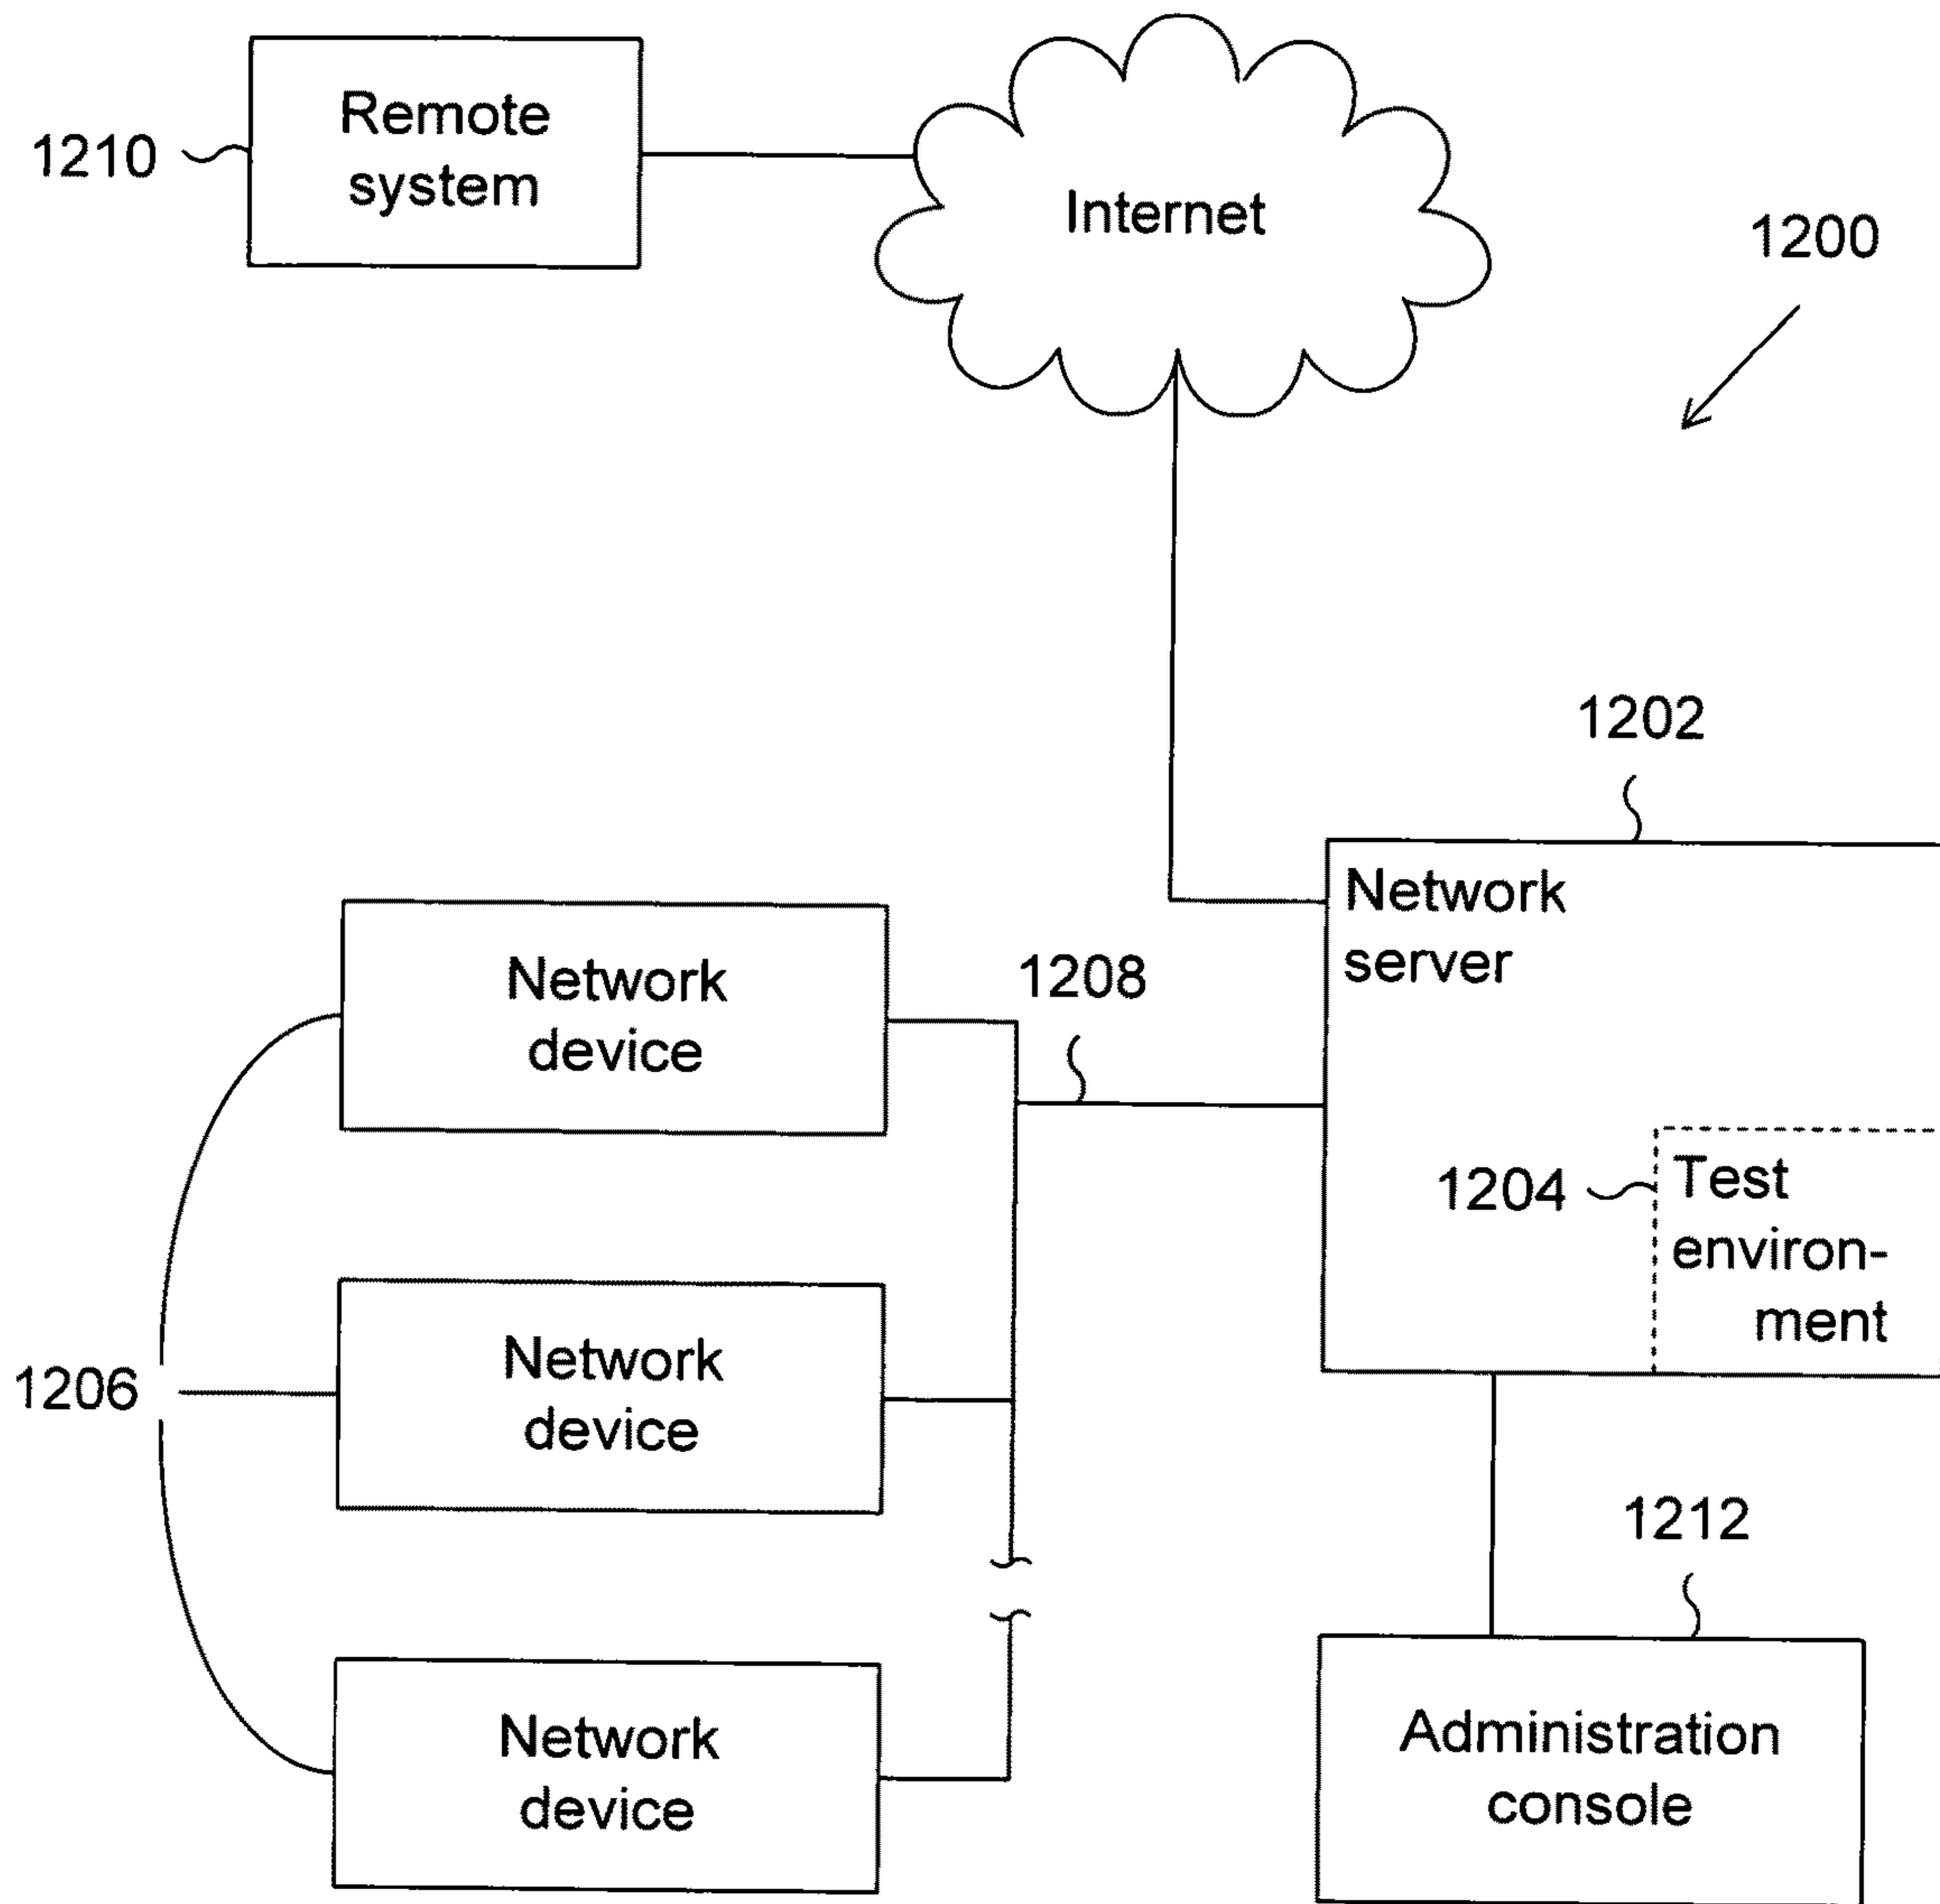 1210
Remote
system
Internet
1200
1202
Network
server
1208
Network
device
1204
Test
environ-
ment
1206
Network
device
1212
Network
device
Administration
console